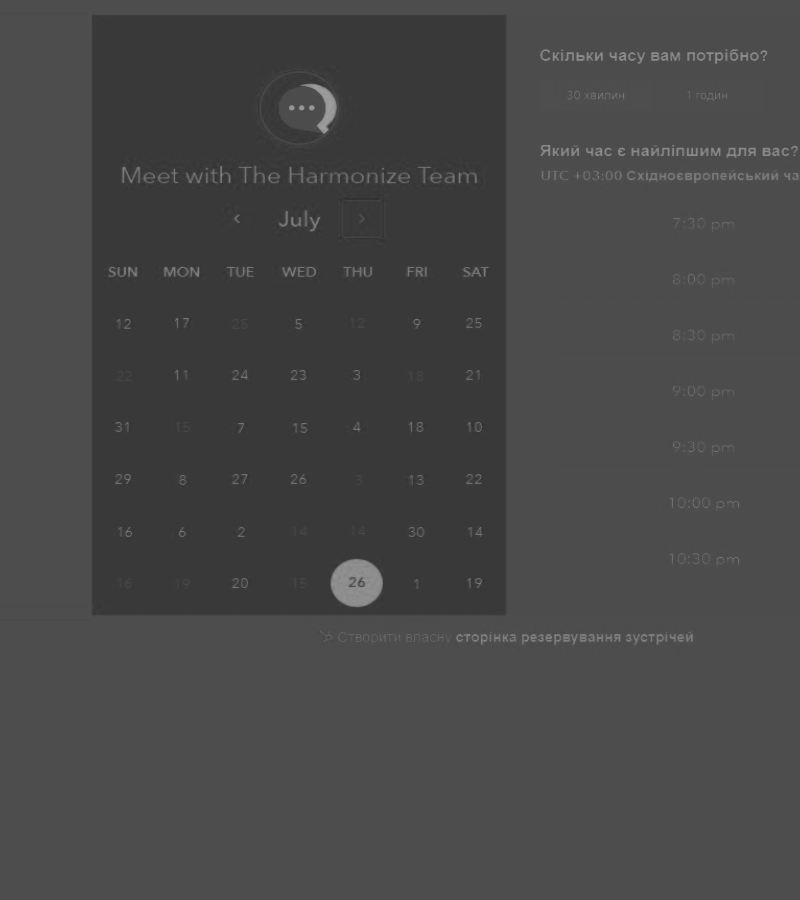 Meet with The Harmonize Team
July
SUN MON TUE WED THU FRI SAT
12 17 25 5 12 9 25
22 11 24 23 3 18 21
31 15 7 15 4 18 10
29 8 27 26 3 13 22
16 6 2 14 14 30 14
16 19 20 15 26 1 19
Скільки часу вам потрібно?
30 хвилин 1 годин
Який час є найліпшим для вас?
UTC +03:00 Східноєвропейський ча
7:30 pm
8:00 pm
8:30 pm
9:00 pm
9:30 pm
10:00 pm
10:30 pm
Створити власну сторінка резервування зустрічей